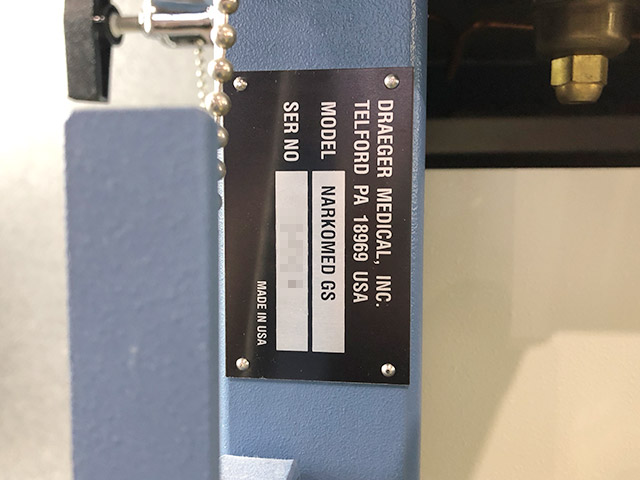 DRAEGER MEDICAL, INC.
TELFORD PA 18969 USA
MODEL NARKOMED GS
SER NO
MADE IN USA